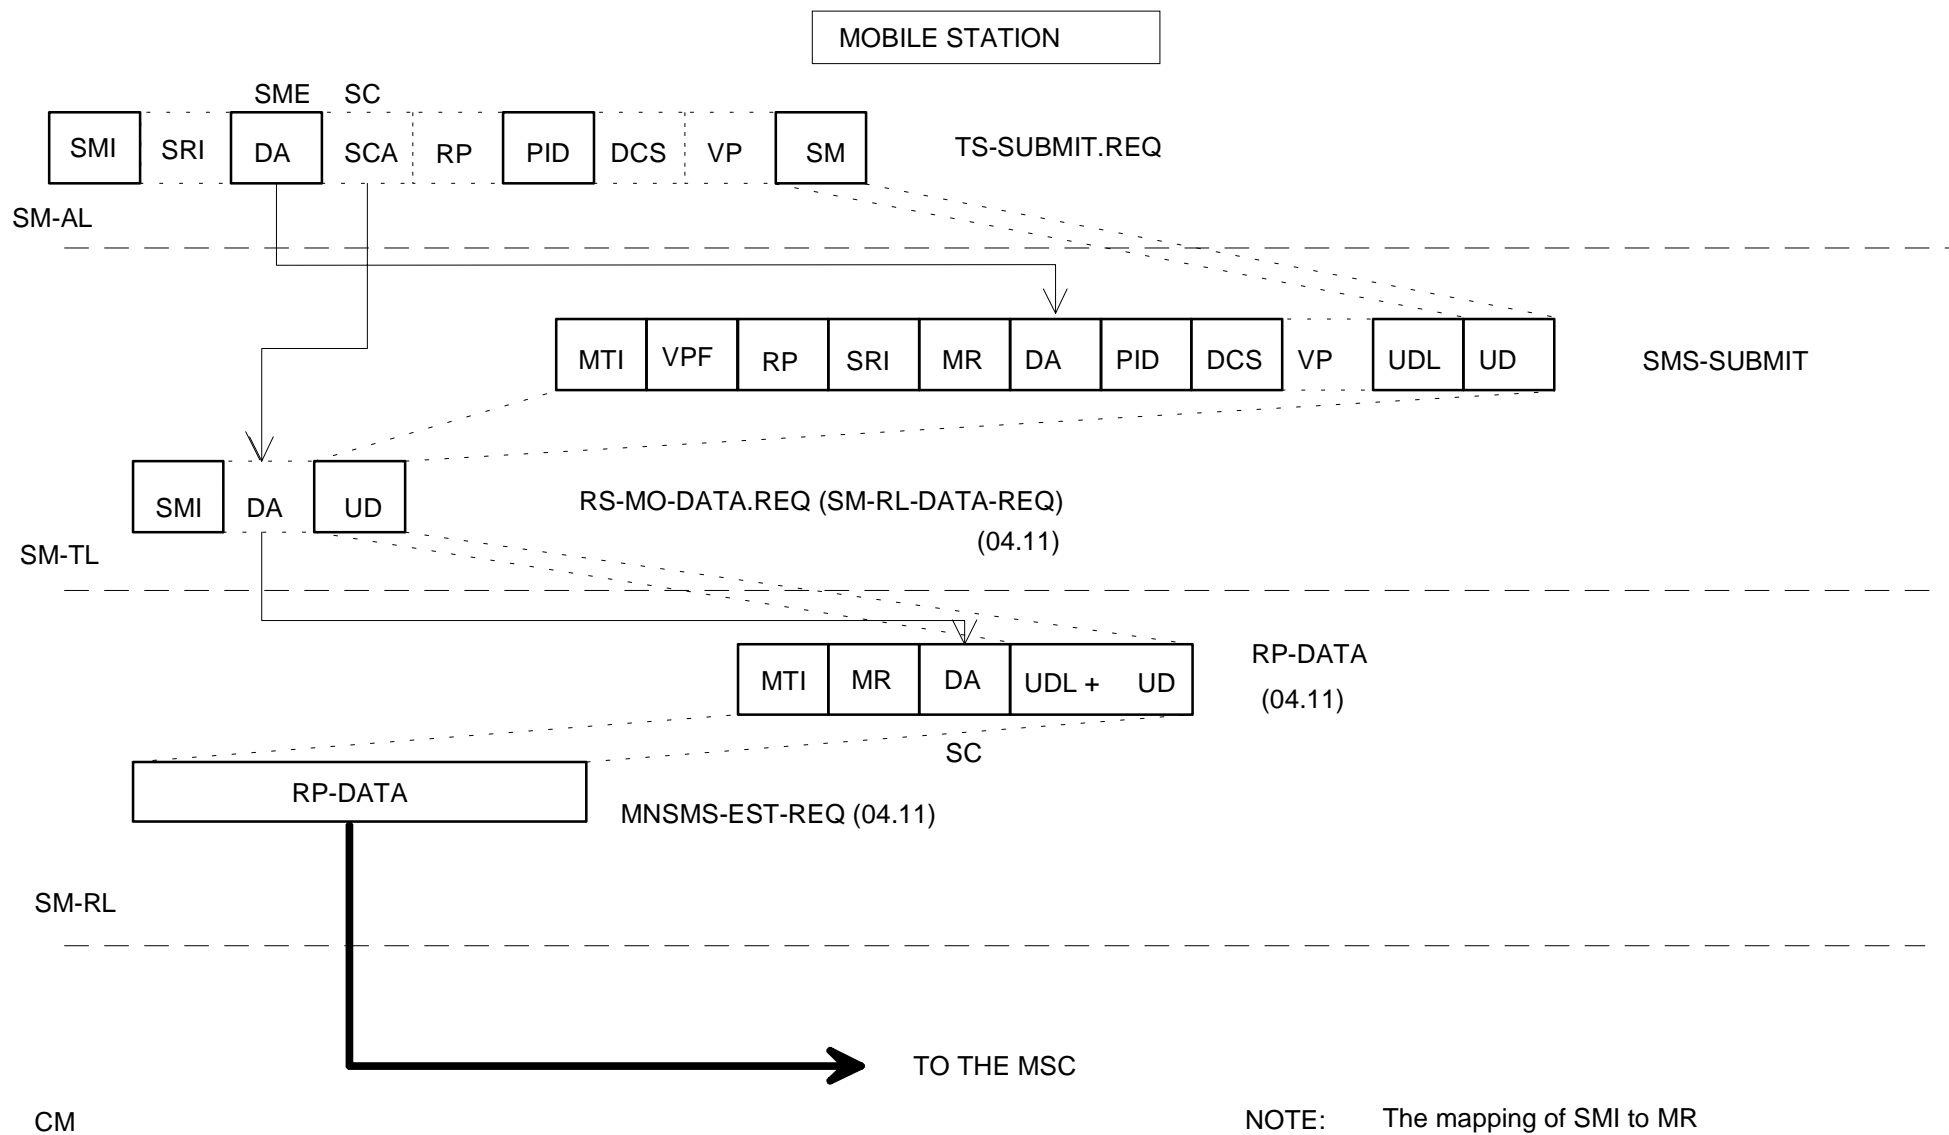 MOBILE STATION
SME SC
SMI SRI DA SCA RP PID DCS VP SM TS-SUBMIT.REQ
SM-AL
MTI VPF RP SRI MR DA PID DCS VP UDL UD SMS-SUBMIT
SMI DA UD RS-MO-DATA.REQ (SM-RL-DATA-REQ)
(04.11)
SM-TL
MTI MR DA UDL + UD RP-DATA
(04.11)
SC
RP-DATA MNSMS-EST-REQ (04.11)
SM-RL
TO THE MSC
CM NOTE: The mapping of SMI to MR